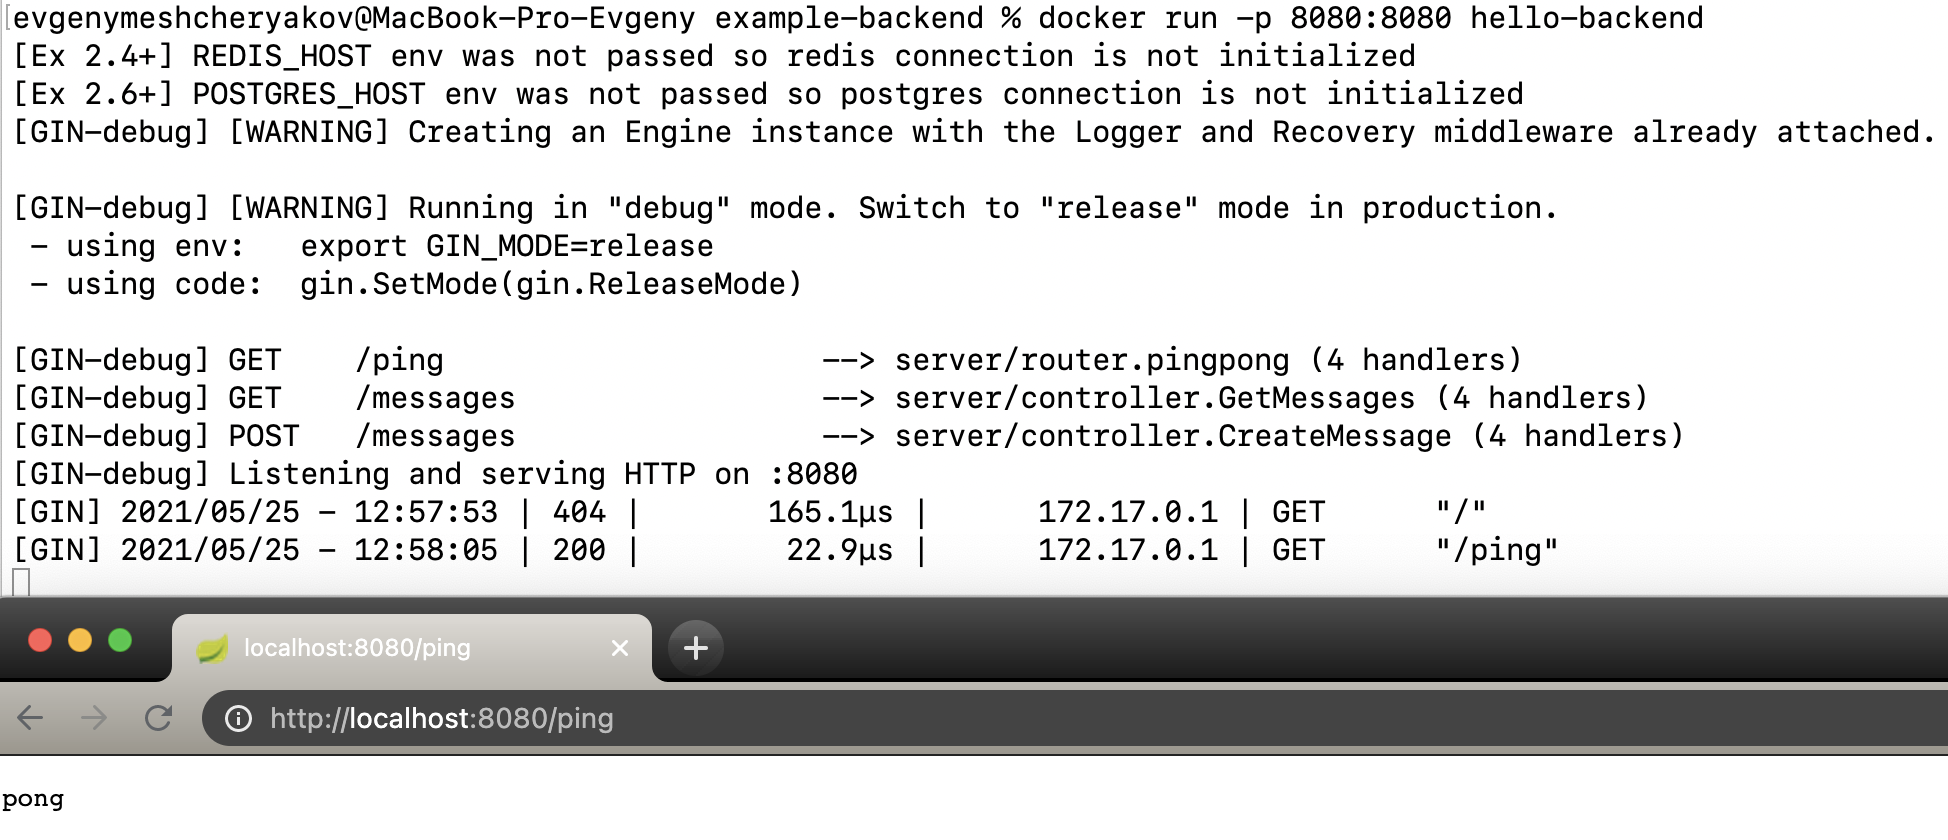 evgenymeshcheryakov@MacBook-Pro-Evgeny example-backend % docker run -p 8080:8080 hello-backend
[Ex 2.4+] REDIS_HOST env was not passed so redis connection is not initialized
[Ex 2.6+] POSTGRES_HOST env was not passed so postgres connection is not initialized
[GIN-debug] [WARNING] Creating an Engine instance with the Logger and Recovery middleware already attached.
[GIN-debug] [WARNING] Running in "debug" mode. Switch to "release" mode in production.
- using env:   export GIN_MODE=release
- using code:  gin.SetMode(gin.ReleaseMode)
[GIN-debug] GET    /ping                     --> server/router.pingpong (4 handlers)
[GIN-debug] GET    /messages                 --> server/controller.GetMessages (4 handlers)
[GIN-debug] POST   /messages                 --> server/controller.CreateMessage (4 handlers)
[GIN-debug] Listening and serving HTTP on :8080
[GIN] 2021/05/25 - 12:57:53 | 404 |       165.1µs |      172.17.0.1 | GET      "/"
[GIN] 2021/05/25 - 12:58:05 | 200 |        22.9µs |      172.17.0.1 | GET      "/ping"
localhost:8080/ping
http://localhost:8080/ping
pong